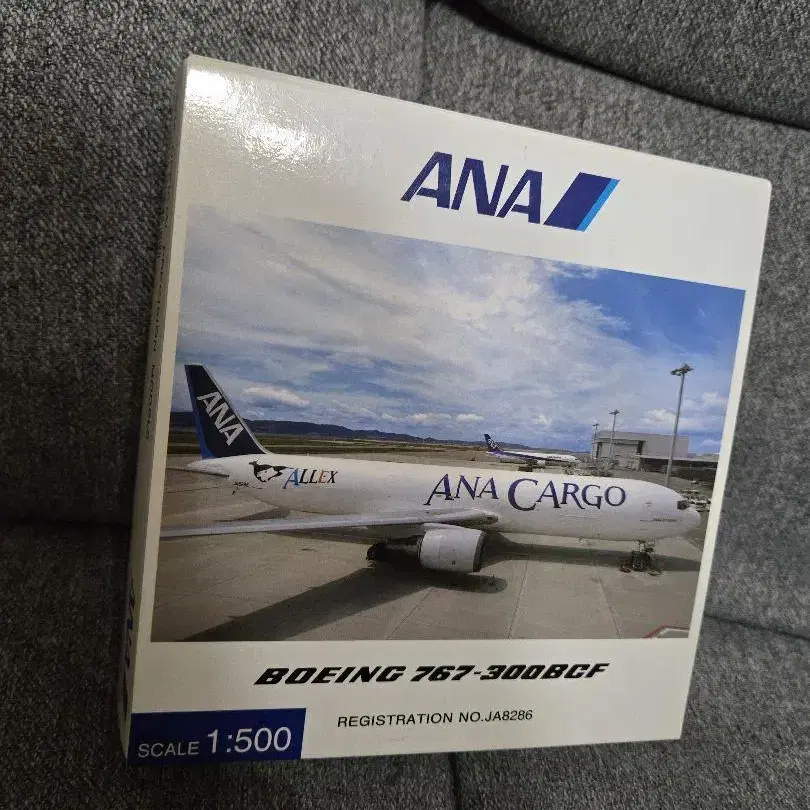 ANA
ANA
ALLEX
ANA CARGO
BOEING 767-300BCF
REGISTRATION NO.JA8286
SCALE 1:500